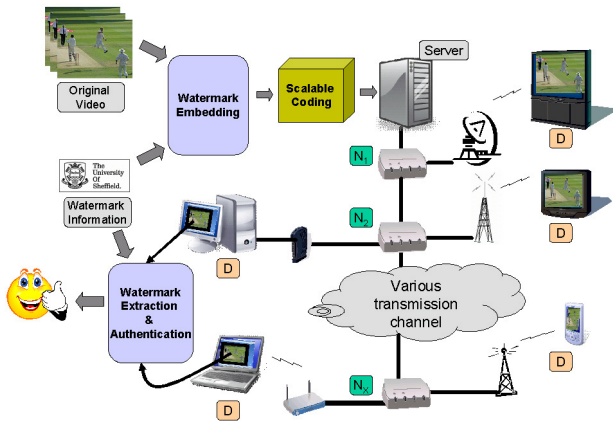 Server
Original
Video
Watermark
Embedding
Scalable
Coding
D
N1
The
University
Of
Sheffield.
Watermark
Information
N2
D
D
Various
transmission
channel
Watermark
Extraction
&
Authentication
D
D
NX